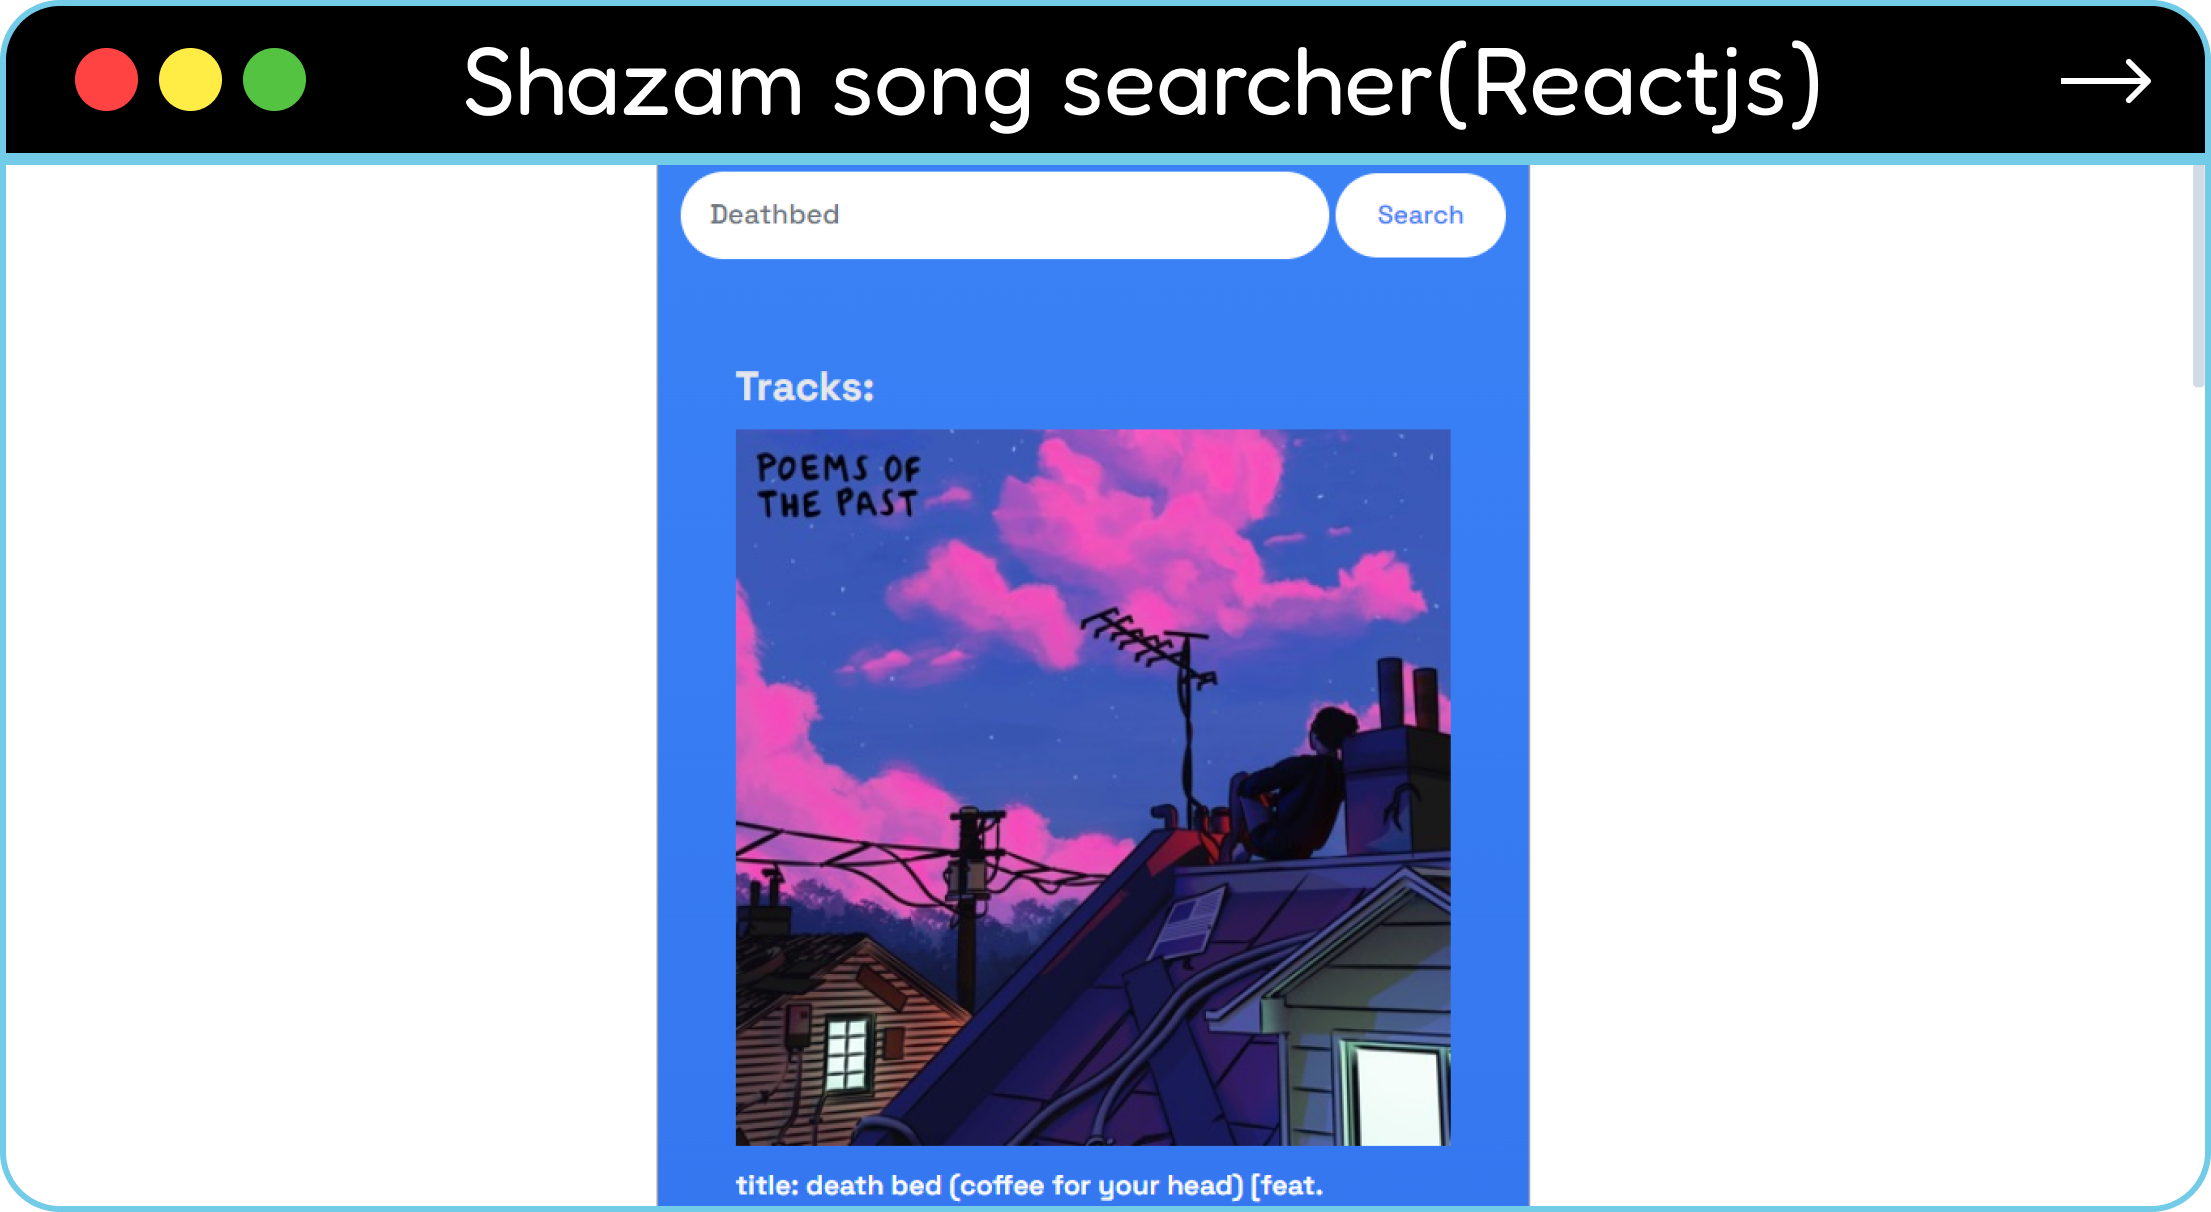 Shazam song searcher(Reactjs)
Deathbed
Search
Tracks:
POEMS OF
THE PAST
title: death bed (coffee for your head) [feat.